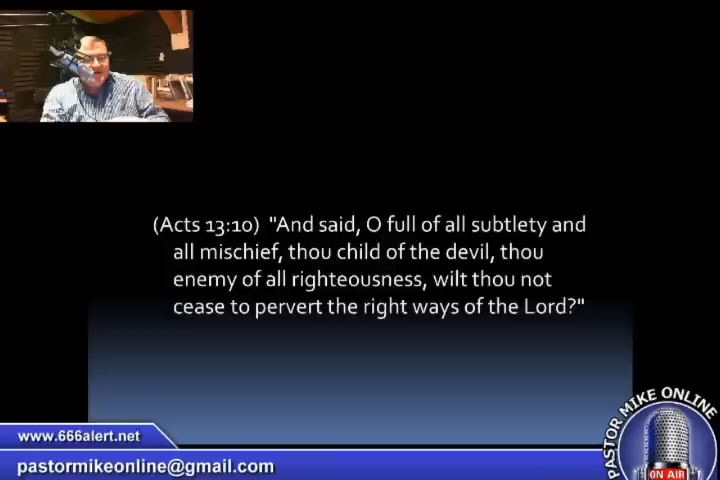 (Acts 13:10) "And said, O full of all subtlety and
all mischief, thou child of the devil, thou
enemy of all righteousness, wilt thou not
cease to pervert the right ways of the Lord?"
www.666alert.net
pastormikeonline@gmail.com
PASTOR MIKE ONLINE
ON AIR